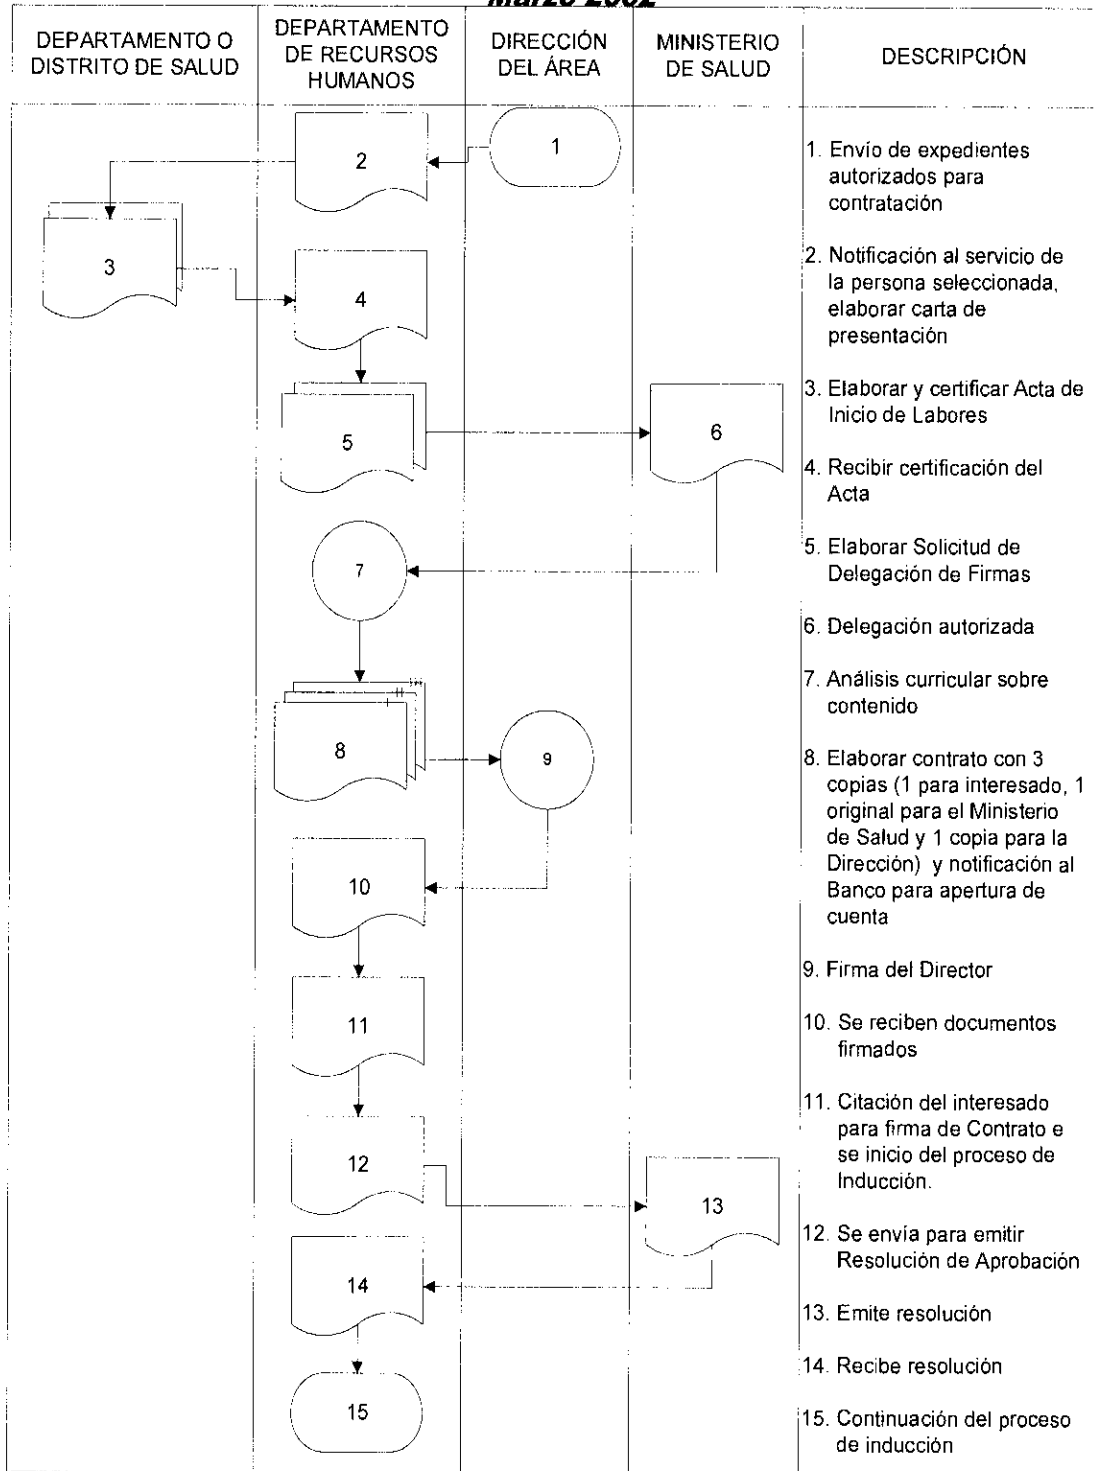 Marzo 2002
DEPARTAMENTO O
DISTRITO DE SALUD
DEPARTAMENTO
DE RECURSOS
HUMANOS
DIRECCIÓN
DEL ÁREA
MINISTERIO
DE SALUD
DESCRIPCIÓN
1
2
3
4
5
6
7
8
9
10
11
12
13
14
15
1. Envío de expedientes
autorizados para
contratación
2. Notificación al servicio de
la persona seleccionada,
elaborar carta de
presentación
3. Elaborar y certificar Acta de
Inicio de Labores
4. Recibir certificación del
Acta
5. Elaborar Solicitud de
Delegación de Firmas
6. Delegación autorizada
7. Análisis curricular sobre
contenido
8. Elaborar contrato con 3
copias (1 para interesado, 1
original para el Ministerio
de Salud y 1 copia para la
Dirección) y notificación al
Banco para apertura de
cuenta
9. Firma del Director
10. Se reciben documentos
firmados
11. Citación del interesado
para firma de Contrato e
se inicio del proceso de
Inducción.
12. Se envía para emitir
Resolución de Aprobación
13. Emite resolución
14. Recibe resolución
15. Continuación del proceso
de inducción